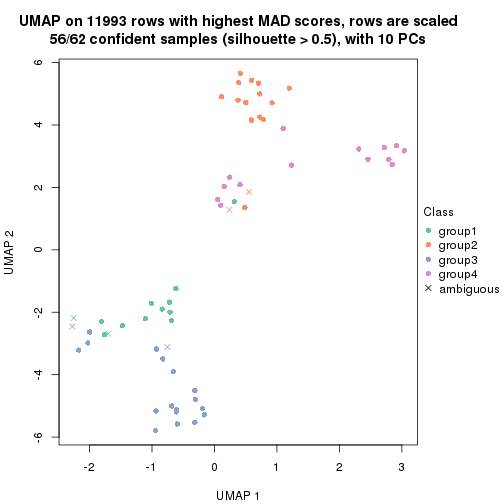 UMAP on 11993 rows with highest MAD scores, rows are scaled
56/62 confident samples (silhouette > 0.5), with 10 PCs
6
4
2
0
-2
-4
-6
UMAP 2
-2
-1
0
1
2
3
UMAP 1
Class
group1
group2
group3
group4
ambiguous